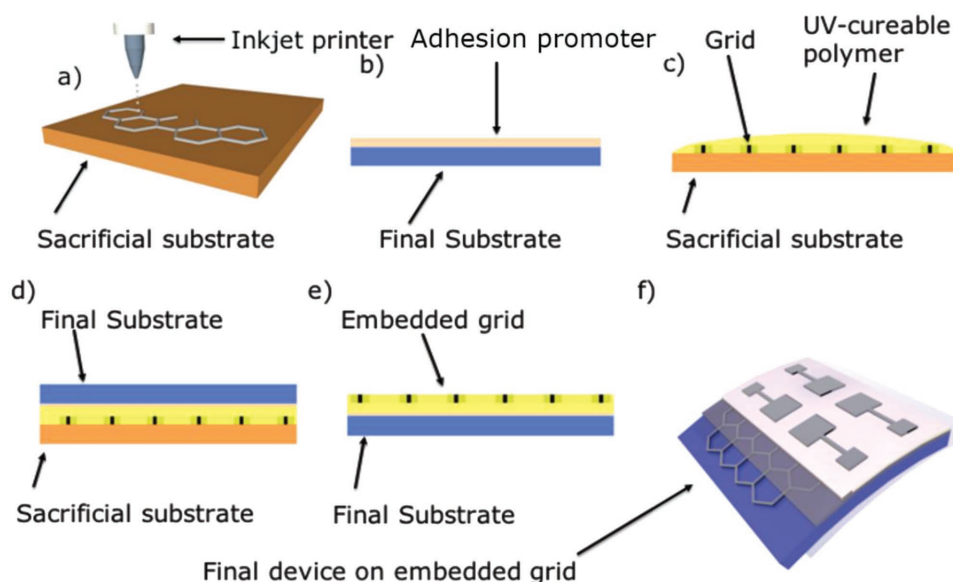 a)
Inkjet printer
Sacrificial substrate
b)
Adhesion promoter
Final Substrate
c)
Grid
UV-cureable
polymer
Sacrificial substrate
d)
Final Substrate
Sacrificial substrate
e)
Embedded grid
Final Substrate
f)
Final device on embedded grid